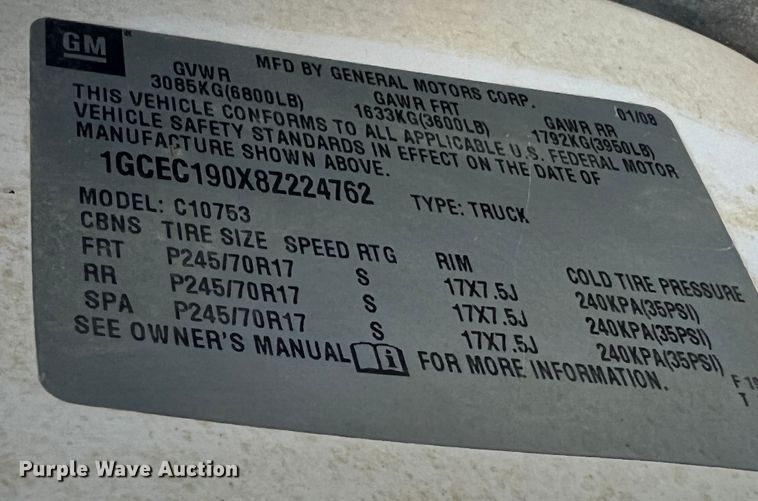 GM
MFD BY GENERAL MOTORS CORP. 01/08
GVWR GAWR FRT GAWR RR
3085KG(6800LB) 1633KG(3600LB) 1792KG(3950LB)
THIS VEHICLE CONFORMS TO ALL APPLICABLE U.S. FEDERAL MOTOR
VEHICLE SAFETY STANDARDS IN EFFECT ON THE DATE OF
MANUFACTURE SHOWN ABOVE.
1GCEC190X8Z224762 TYPE: TRUCK
MODEL: C10753
CBNS TIRE SIZE SPEED RTG RIM COLD TIRE PRESSURE
FRT P245/70R17 S 17X7.5J 240KPA(35PSI)
RR P245/70R17 S 17X7.5J 240KPA(35PSI)
SPA P245/70R17 S 17X7.5J 240KPA(35PSI)
SEE OWNER'S MANUAL FOR MORE INFORMATION.
F
T
Purple Wave Auction